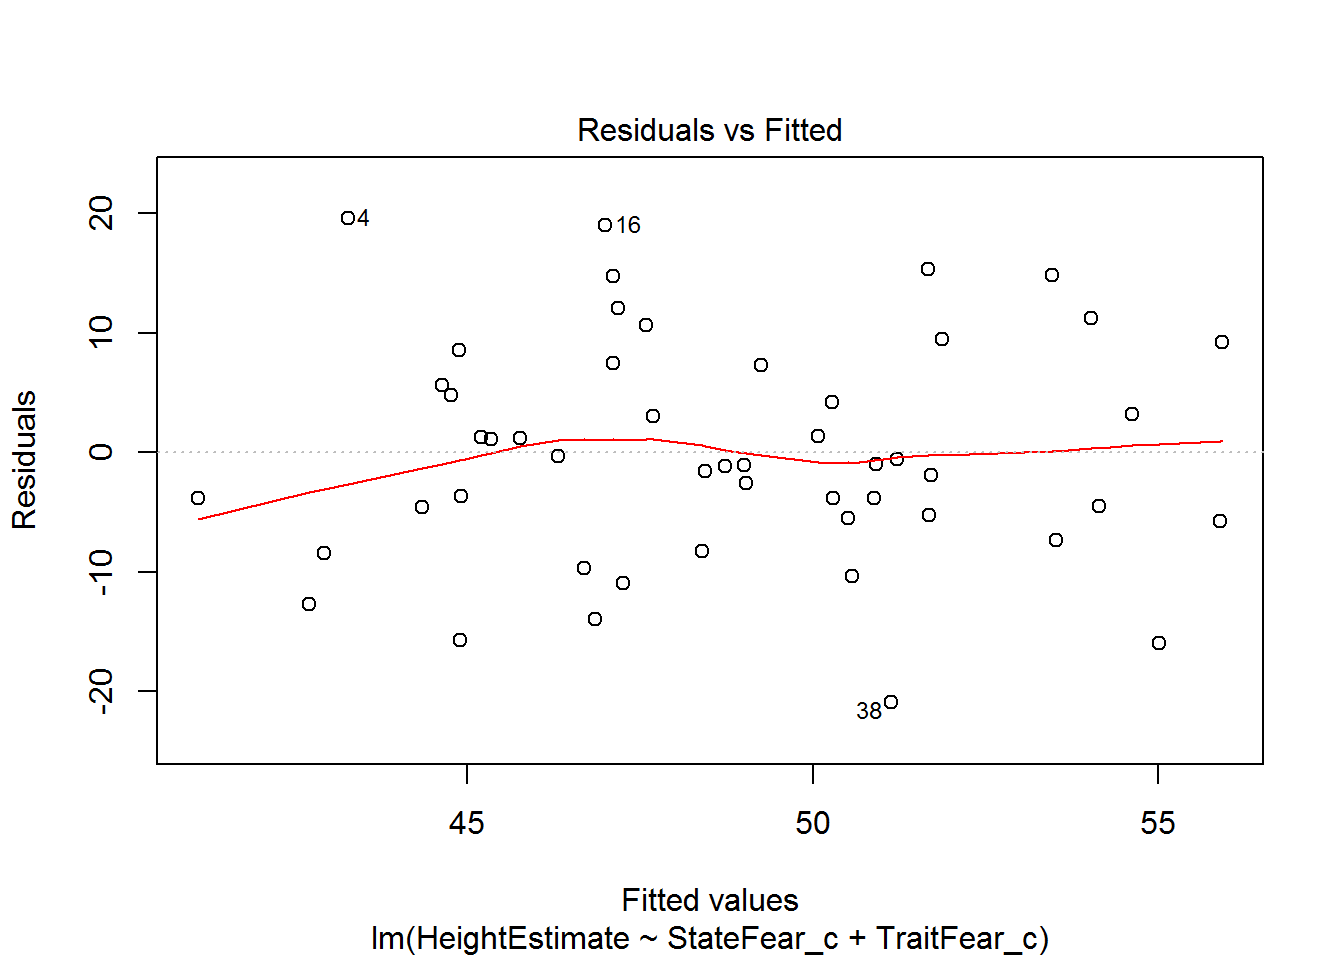 Residuals vs Fitted
Residuals
20
10
0
-10
-20
4
16
38
45 50 55
Fitted values
lm(HeightEstimate ~ StateFear_c + TraitFear_c)